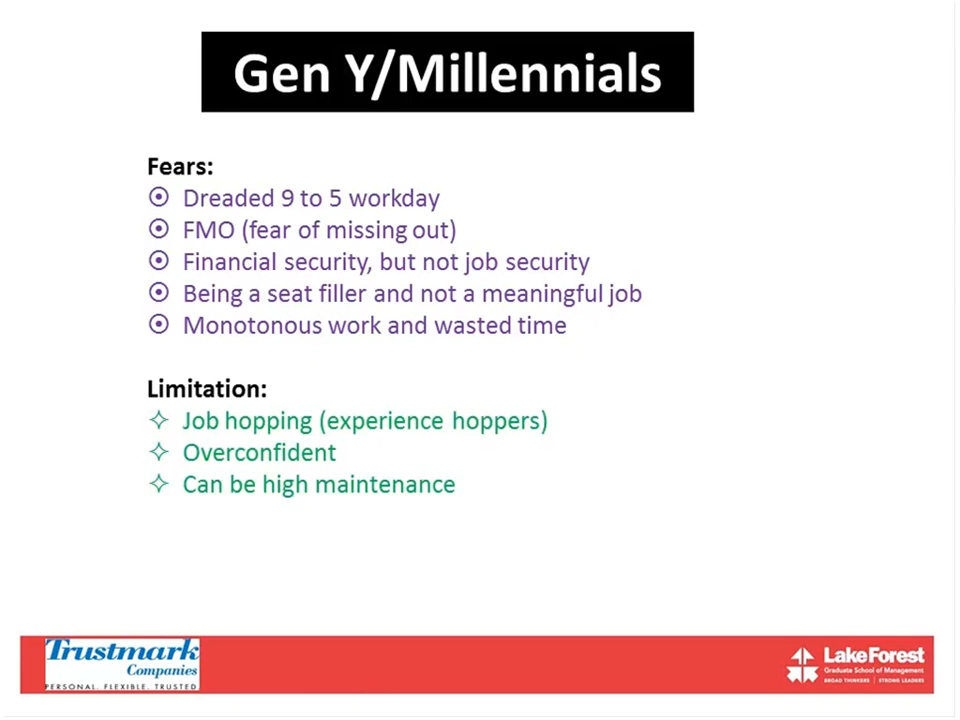 Gen Y/Millennials
Fears:
Dreaded 9 to 5 workday
FMO (fear of missing out)
Financial security, but not job security
Being a seat filler and not a meaningful job
Monotonous work and wasted time
Limitation:
Job hopping (experience hoppers)
Overconfident
Can be high maintenance
Trustmark
Companies
PERSONAL. FLEXIBLE. TRUSTED
LakeForest
Graduate School of Management
BROAD THINKERS | STRONG LEADERS